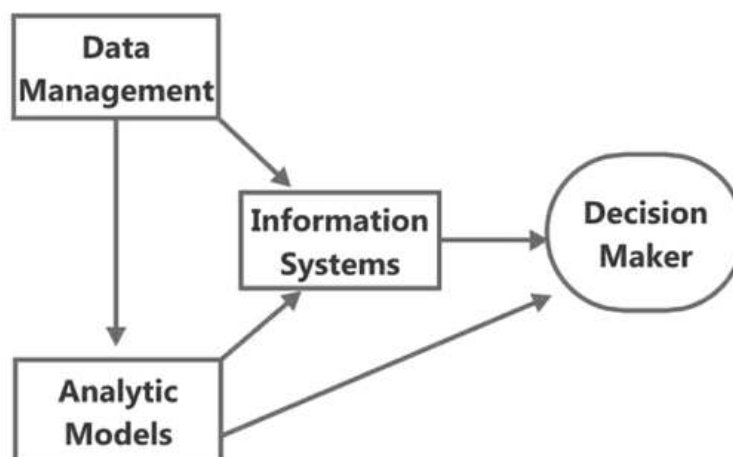 Data
Management
Information
Systems
Decision
Maker
Analytic
Models